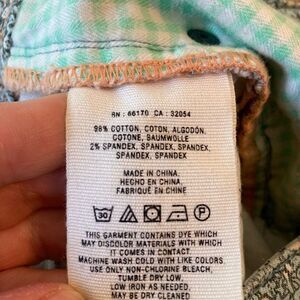 RN : 66170 CA : 32054
98% COTTON, COTON, ALGODÓN,
COTONE, BAUMWOLLE
2% SPANDEX, SPANDEX, SPANDEX,
SPANDEX, SPANDEX
MADE IN CHINA.
HECHO EN CHINA.
FABRIQUÉ EN CHINE
30 P
THIS GARMENT CONTAINS DYE WHICH
MAY DISCOLOR MATERIALS WITH WHICH
IT COMES IN CONTACT.
MACHINE WASH COLD WITH LIKE COLORS.
USE ONLY NON-CHLORINE BLEACH,
TUMBLE DRY LOW.
LOW IRON AS NEEDED.
MAY BE DRY CLEANED